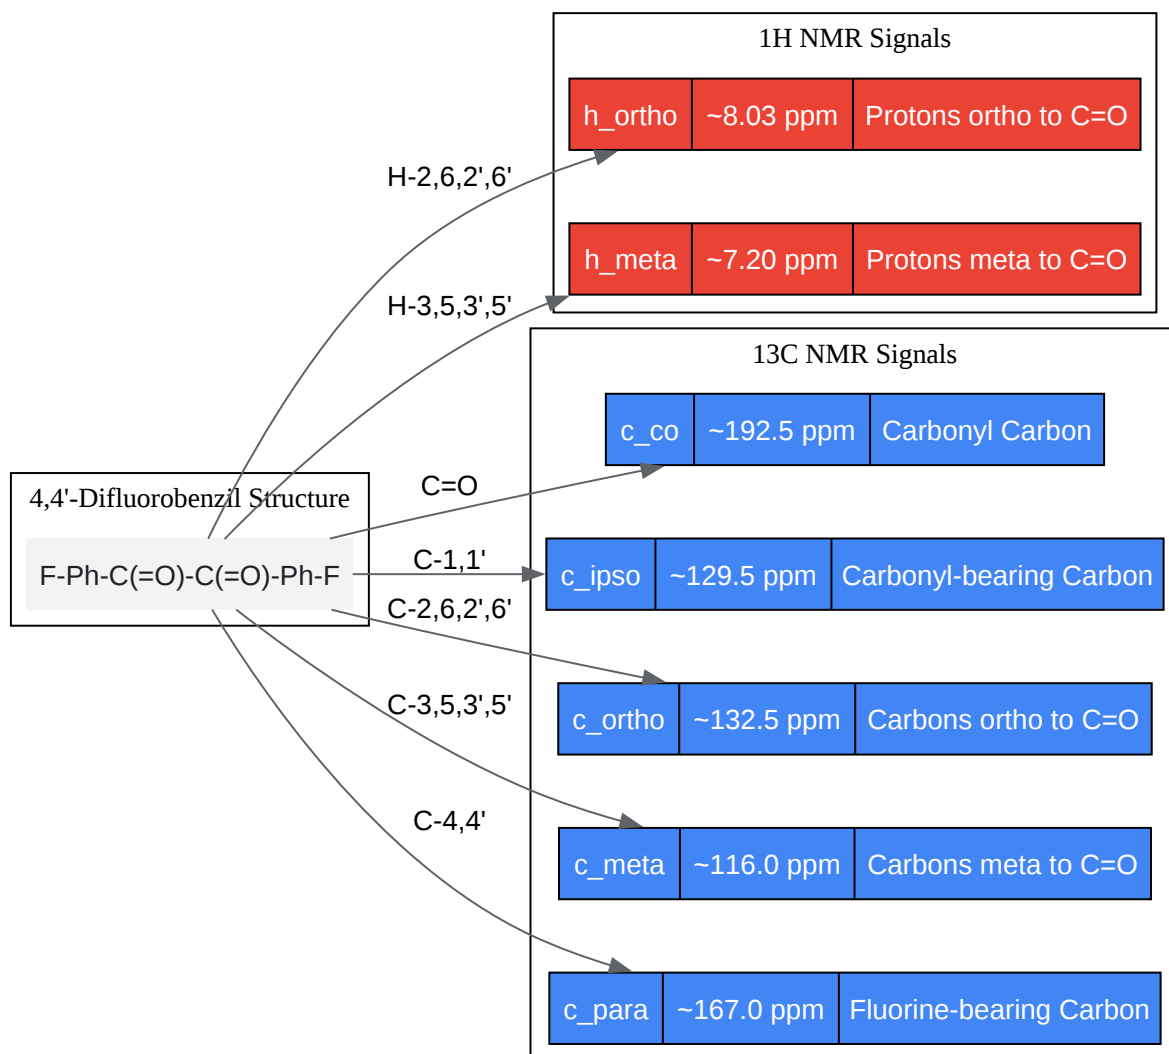 1H NMR Signals
h_ortho ~8.03 ppm Protons ortho to C=O
H-2,6,2',6'
h_meta ~7.20 ppm Protons meta to C=O
H-3,5,3',5'
13C NMR Signals
c_co ~192.5 ppm Carbonyl Carbon
C=O
4,4'-Difluorobenzil Structure
F-Ph-C(=O)-C(=O)-Ph-F
C-1,1'
c_ipso ~129.5 ppm Carbonyl-bearing Carbon
C-2,6,2',6'
c_ortho ~132.5 ppm Carbons ortho to C=O
C-3,5,3',5'
c_meta ~116.0 ppm Carbons meta to C=O
C-4,4'
c_para ~167.0 ppm Fluorine-bearing Carbon